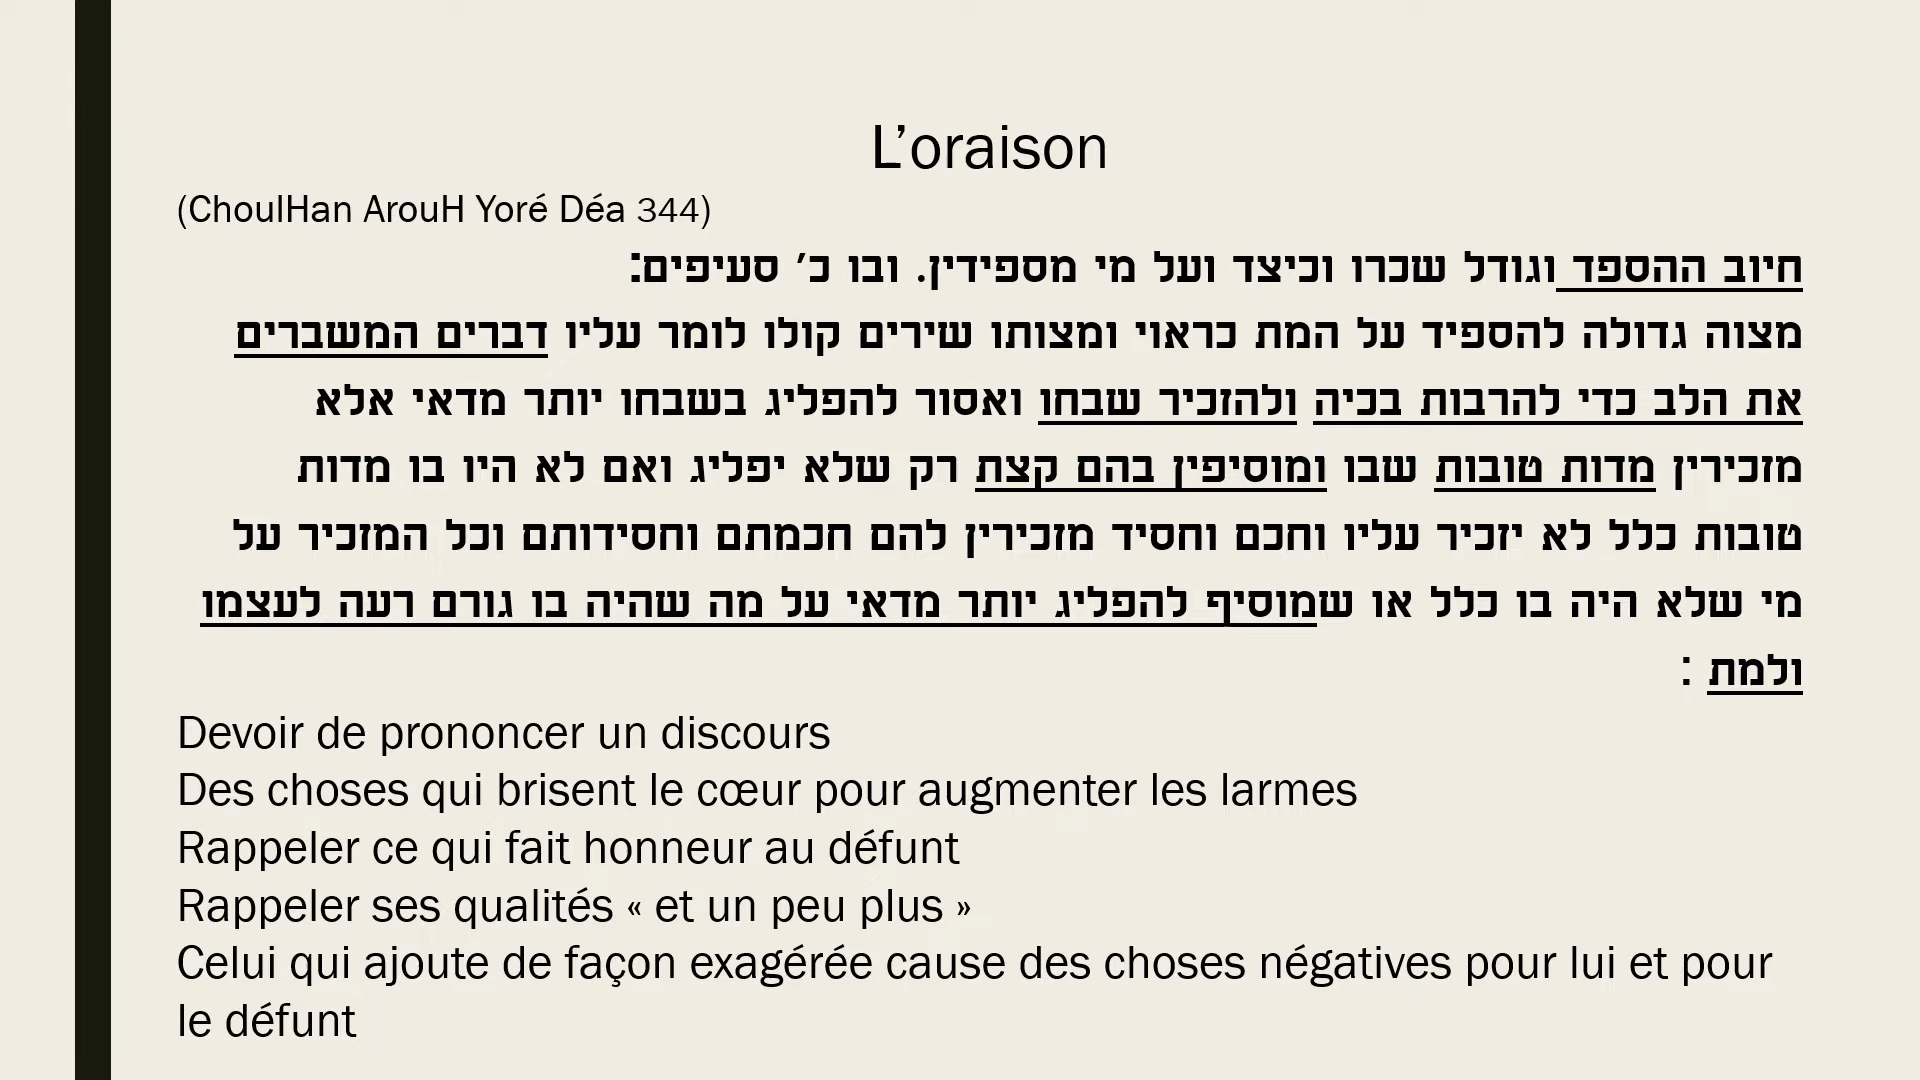 L’oraison
(ChoulHan ArouH Yoré Déa 344)
חיוב ההספד וגודל שכרו וכיצד ועל מי מספידין. ובו כ’ סעיפים:
מצוה גדולה להספיד על המת כראוי ומצותו שירים קולו לומר עליו דברים המשברים
את הלב כדי להרבות בכיה ולהזכיר שבחו ואסור להפליג בשבחו יותר מדאי אלא
מזכירין מדות טובות שבו ומוסיפין בהם קצת רק שלא יפליג ואם לא היו בו מדות
טובות כלל לא יזכיר עליו וחכם וחסיד מזכירין להם חכמתם וחסידותם וכל המזכיר על
מי שלא היה בו כלל או שמוסיף להפליג יותר מדאי על מה שהיה בו גורם רעה לעצמו
ולמת :
Devoir de prononcer un discours
Des choses qui brisent le cœur pour augmenter les larmes
Rappeler ce qui fait honneur au défunt
Rappeler ses qualités « et un peu plus »
Celui qui ajoute de façon exagérée cause des choses négatives pour lui et pour
le défunt